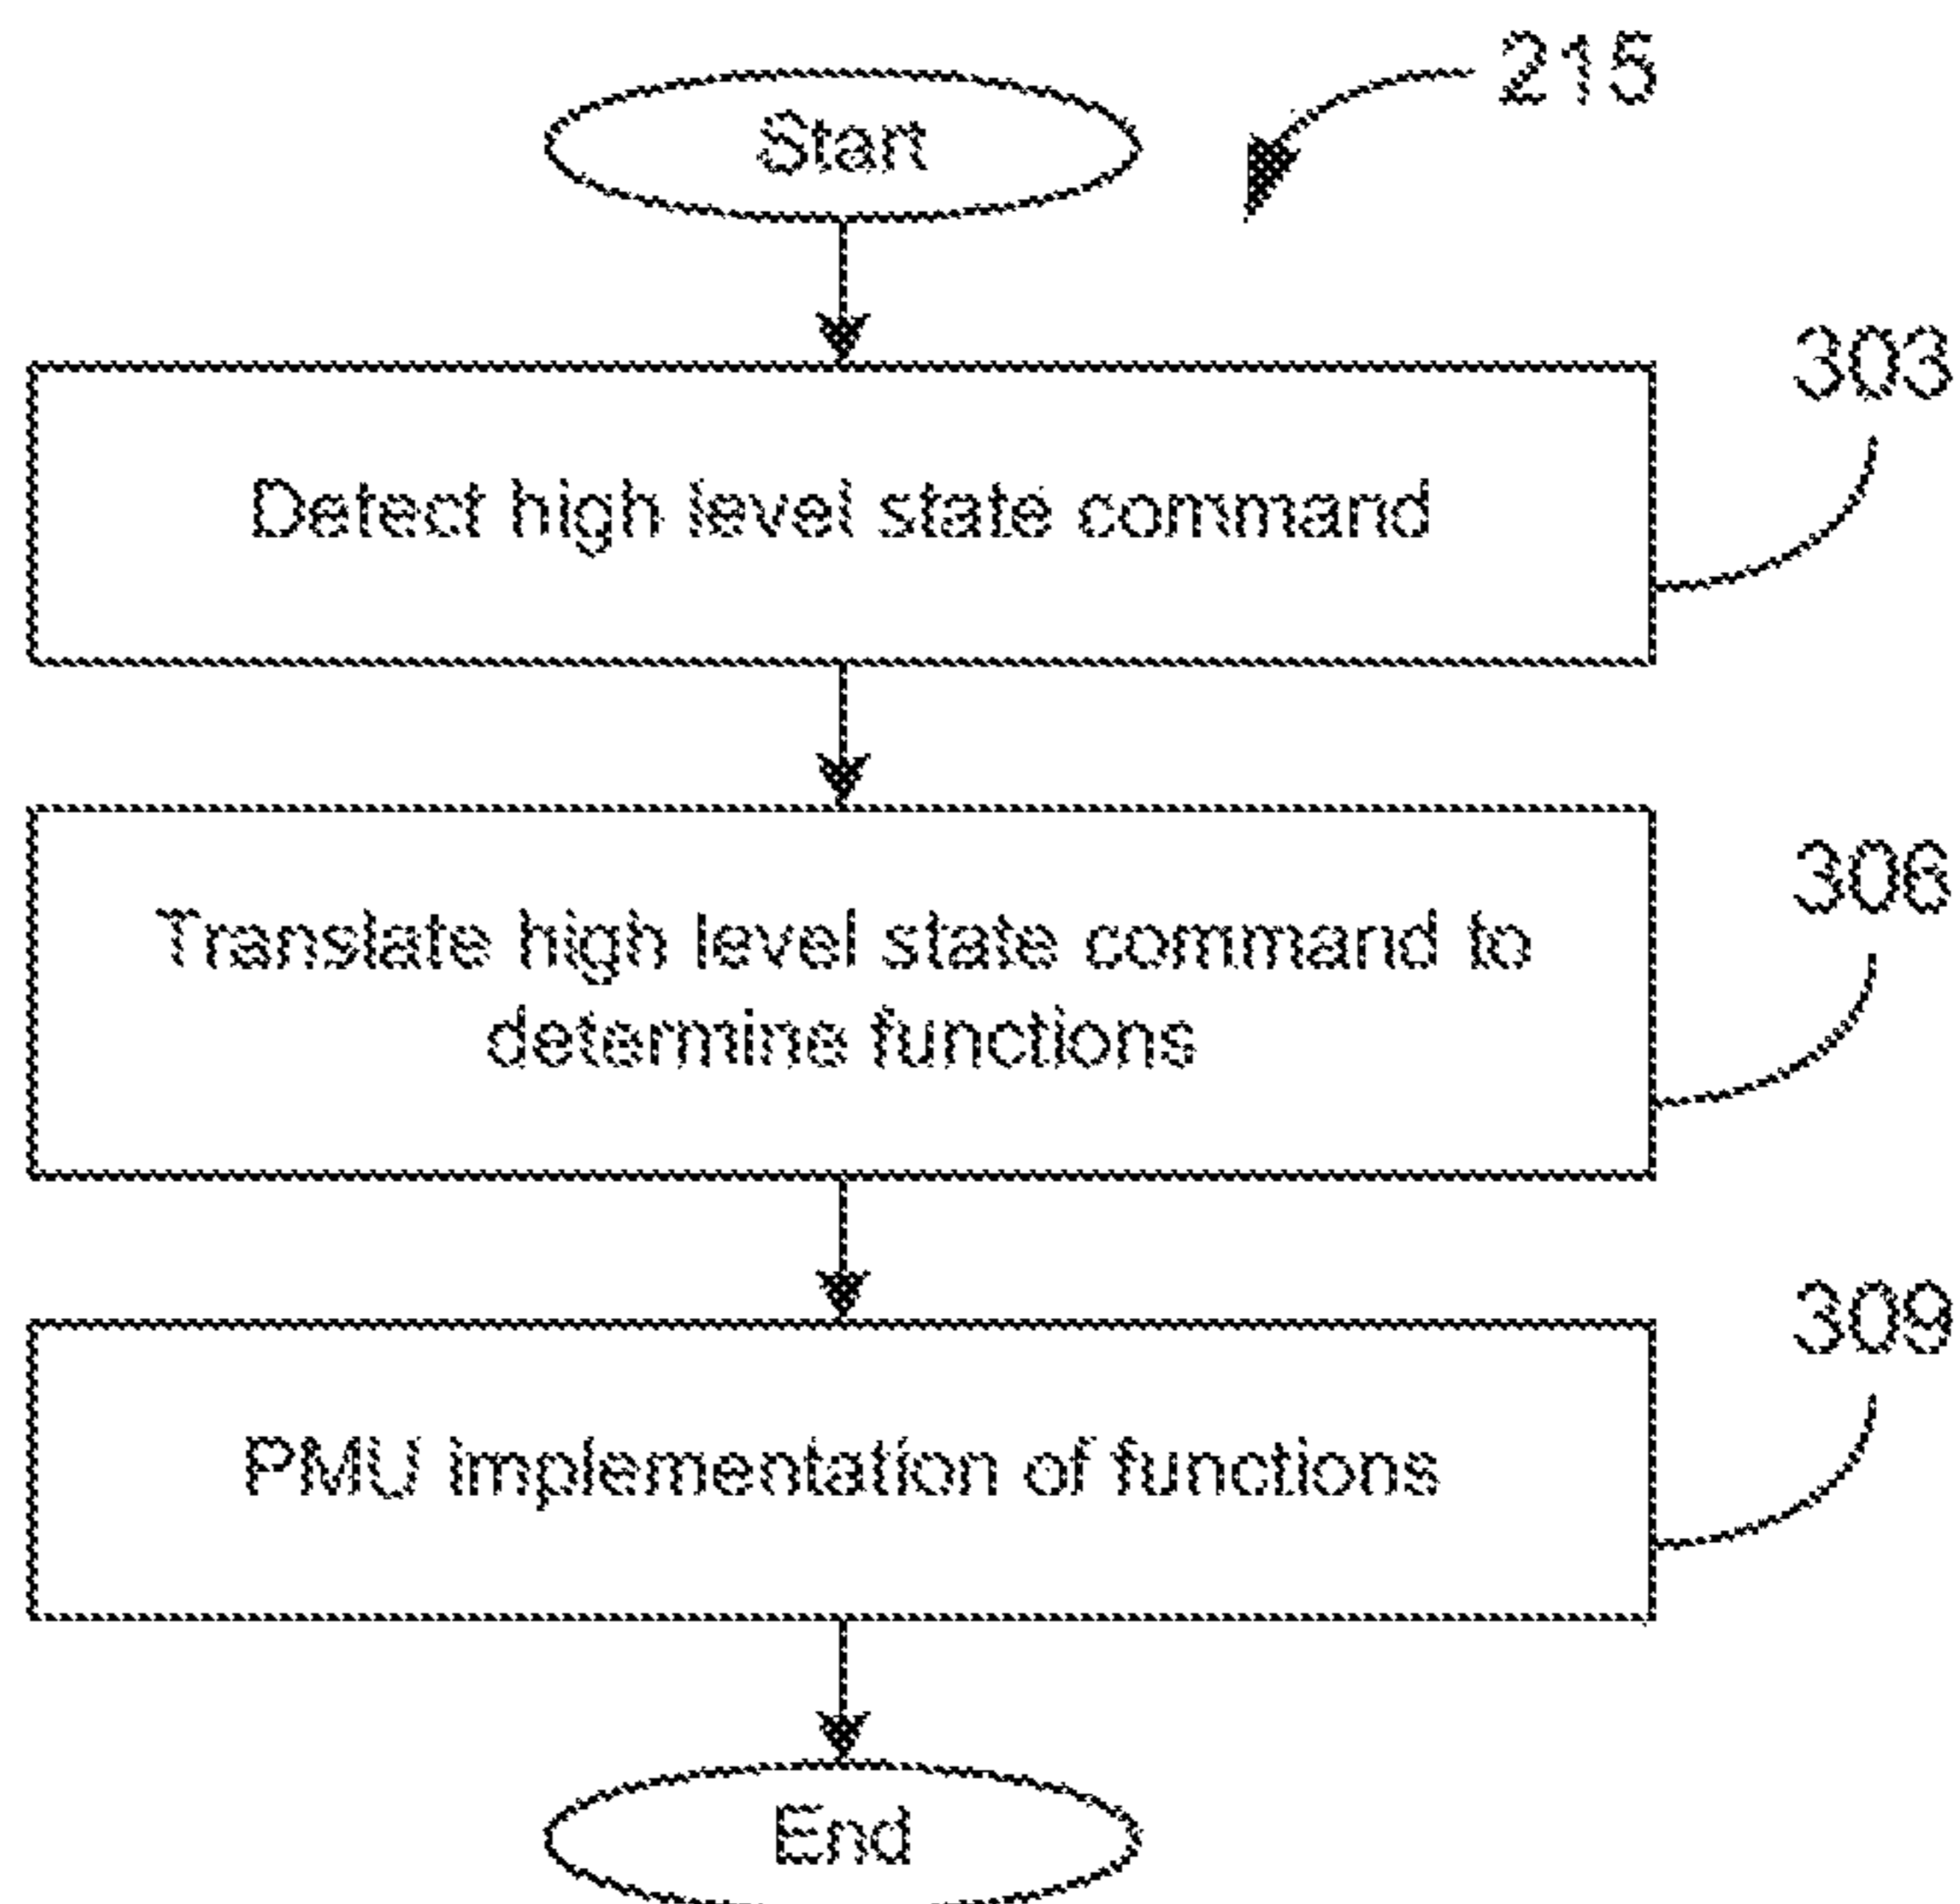 215
Start
303
Detect high level state command
306
Translate high level state command to
determine functions
309
PMU implementation of functions
End